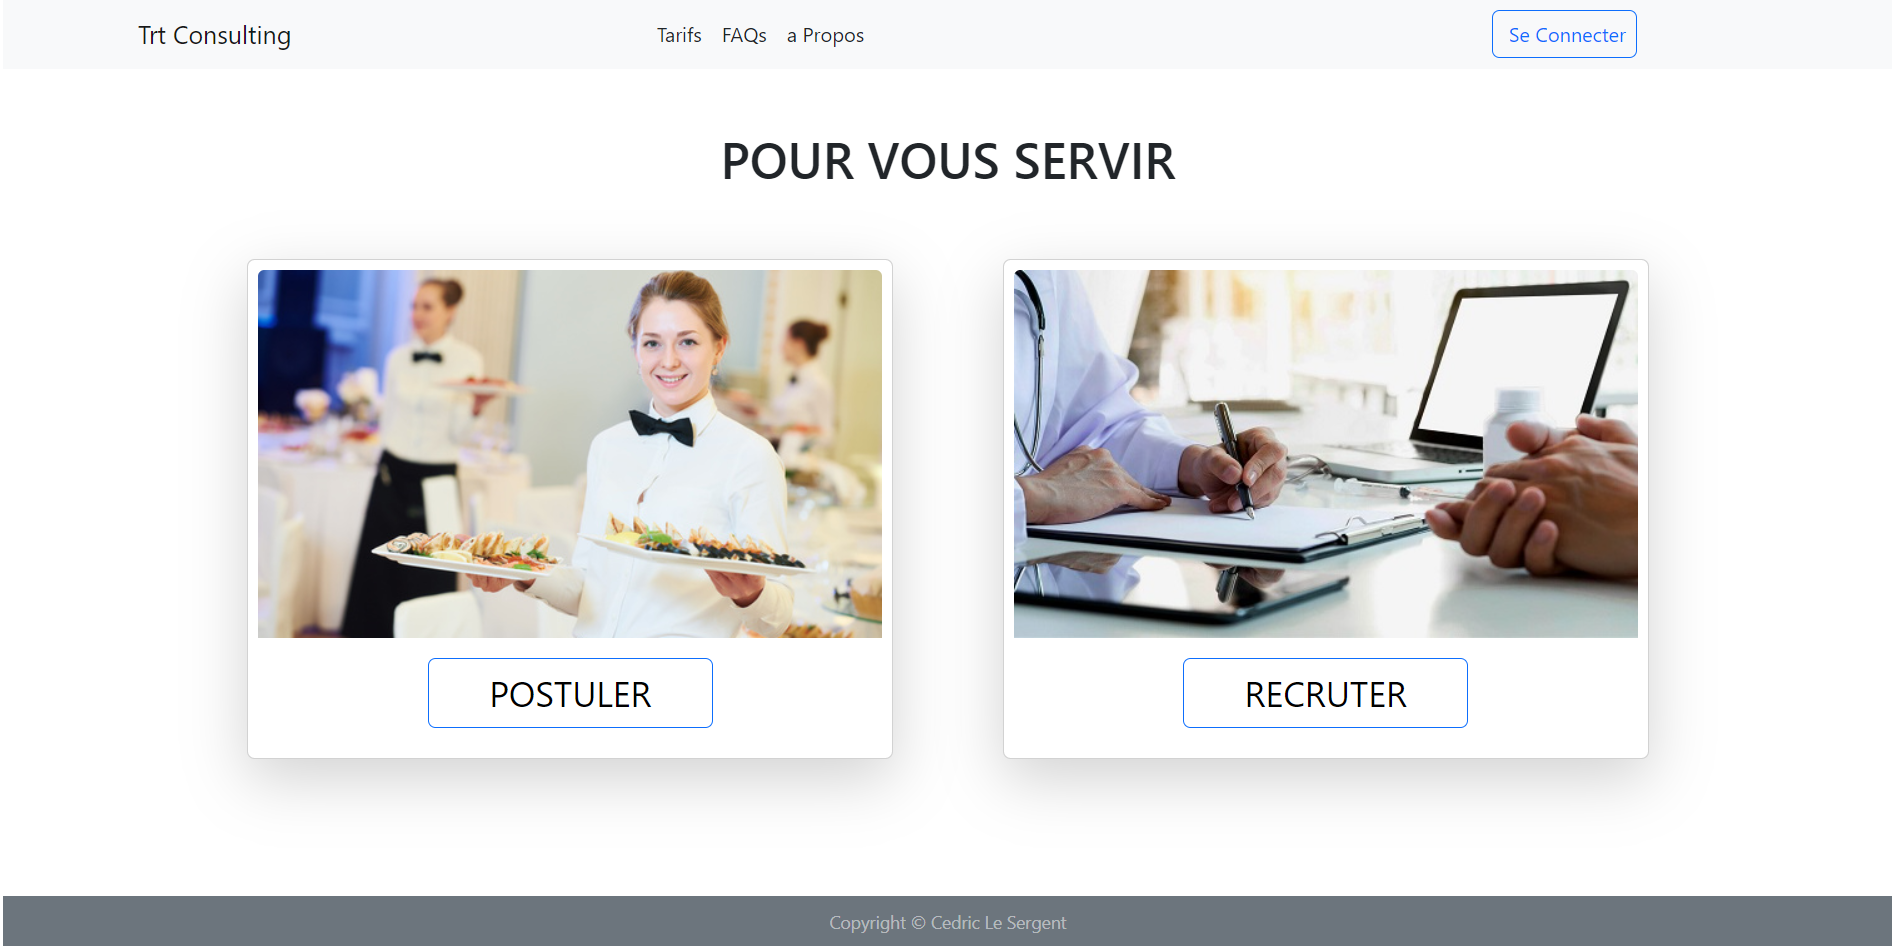 Trt Consulting
Tarifs FAQs a Propos
Se Connecter
POUR VOUS SERVIR
POSTULER
RECRUTER
Copyright © Cedric Le Sergent